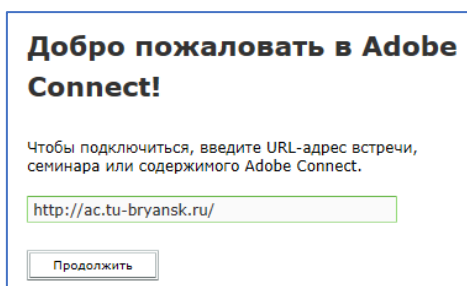 Добро пожаловать в Adobe
Connect!
Чтобы подключиться, введите URL-адрес встречи,
семинара или содержимого Adobe Connect.
http://ac.tu-bryansk.ru/
Продолжить